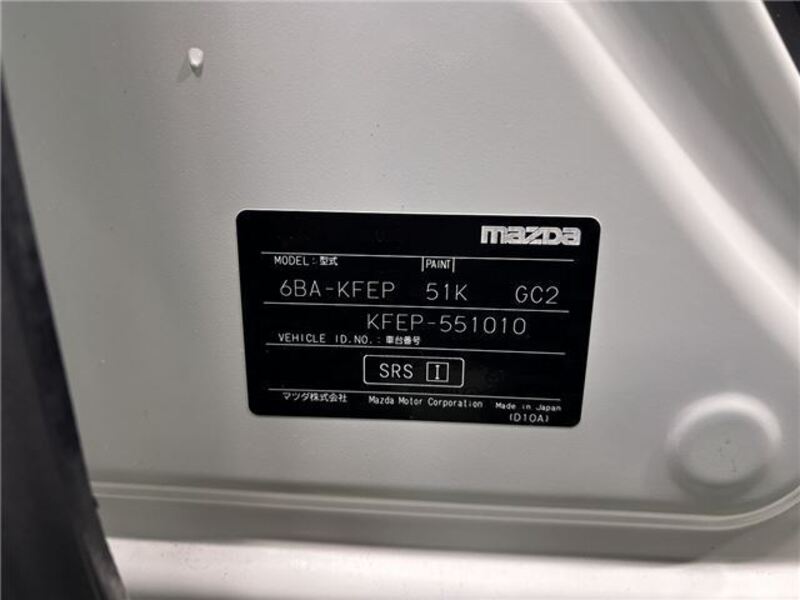 mazda
MODEL:型式 PAINT
6BA-KFEP 51K GC2
KFEP-551010
VEHICLE ID.NO.:車台番号
SRS I
マツダ株式会社 Mazda Motor Corporation Made in Japan
(D10A)